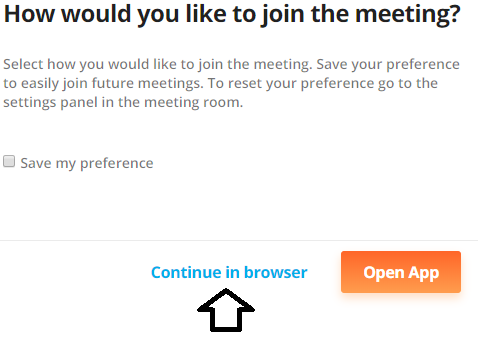 How would you like to join the meeting?
Select how you would like to join the meeting. Save your preference
to easily join future meetings. To reset your preference go to the
settings panel in the meeting room.
Save my preference
Continue in browser
Open App